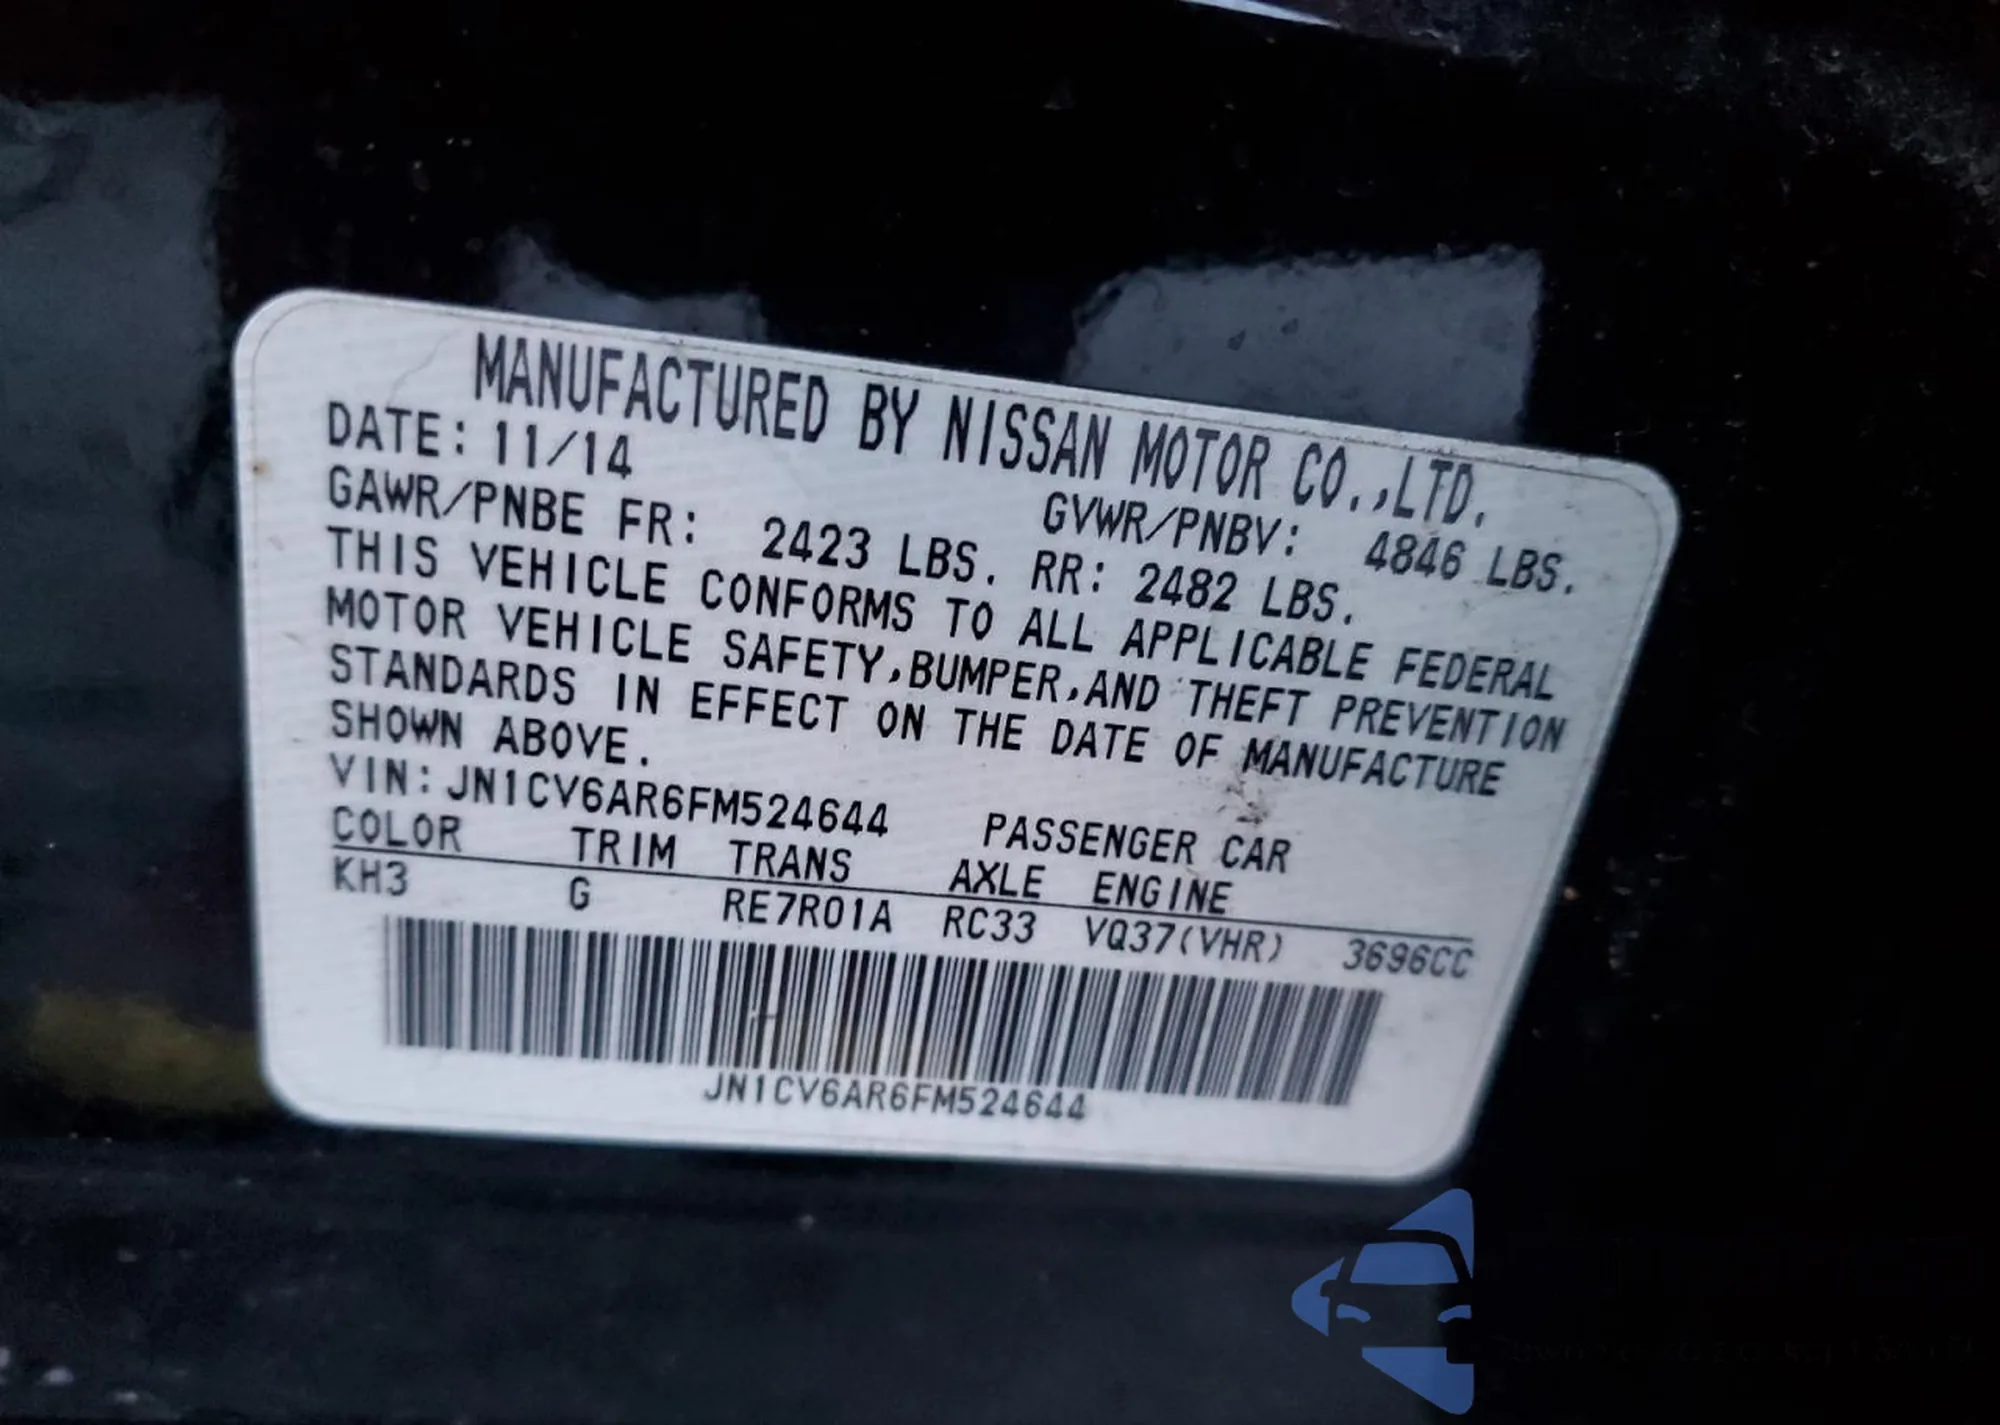 MANUFACTURED BY NISSAN MOTOR CO.,LTD.
DATE: 11/14 GVWR/PNBV: 4846 LBS.
GAWR/PNBE FR: 2423 LBS. RR: 2482 LBS.
THIS VEHICLE CONFORMS TO ALL APPLICABLE FEDERAL
MOTOR VEHICLE SAFETY,BUMPER,AND THEFT PREVENTION
STANDARDS IN EFFECT ON THE DATE OF MANUFACTURE
SHOWN ABOVE.
VIN: JN1CV6AR6FM524644 PASSENGER CAR
COLOR TRIM TRANS AXLE ENGINE
KH3 G RE7R01A RC33 VQ37(VHR) 3696CC
JN1CV6AR6FM524644